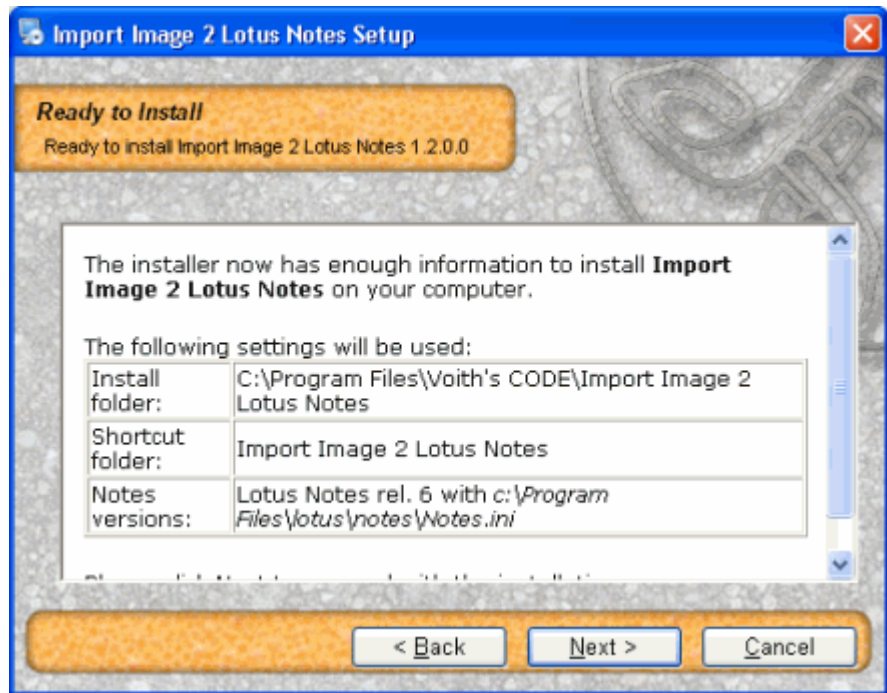 Import Image 2 Lotus Notes Setup
Ready to Install
Ready to install Import Image 2 Lotus Notes 1.2.0.0
The installer now has enough information to install Import
Image 2 Lotus Notes on your computer.
The following settings will be used:
Install
folder:
C:\Program Files\Voith's CODE\Import Image 2
Lotus Notes
Shortcut
folder:
Import Image 2 Lotus Notes
Notes
versions:
Lotus Notes rel. 6 with c:\Program
Files\lotus\notes\Notes.ini
< Back
Next >
Cancel